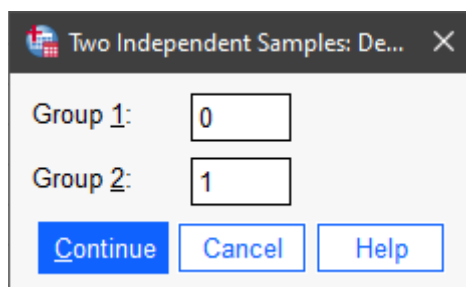 Two Independent Samples: De...
Group 1: 0
Group 2: 1
Continue Cancel Help